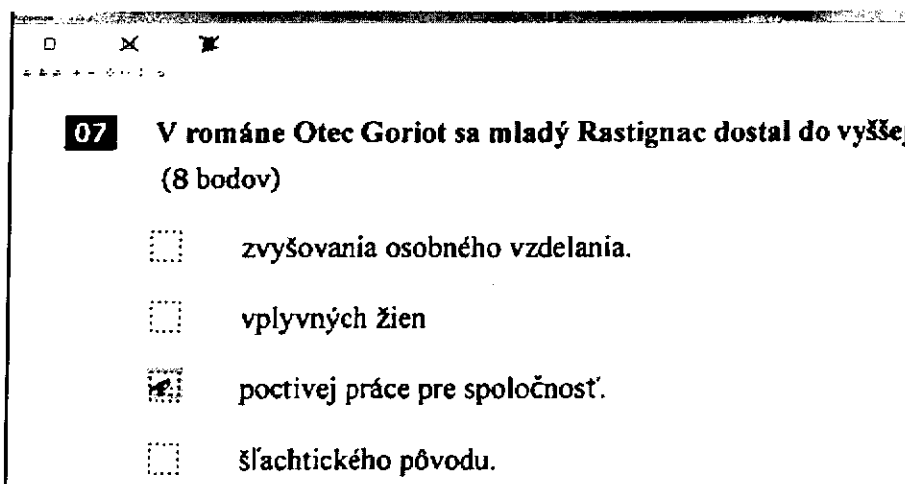 07 V románe Otec Goriot sa mladý Rastignac dostal do vyššej
(8 bodov)
zvyšovania osobného vzdelania.
vplyvných žien
poctivej práce pre spoločnosť.
šľachtického pôvodu.